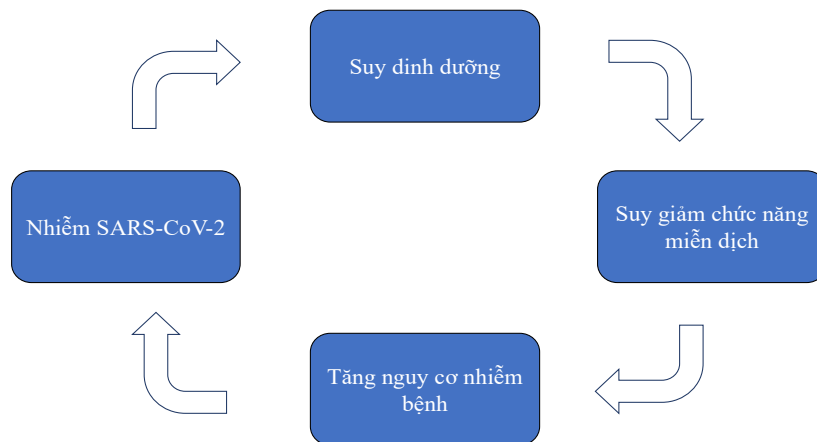 Suy dinh dưỡng
Suy giảm chức năng
miễn dịch
Tăng nguy cơ nhiễm
bệnh
Nhiễm SARS-CoV-2